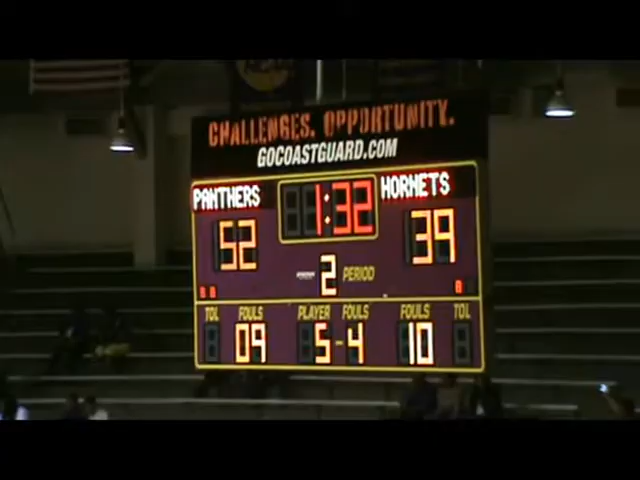 CHALLENGES. OPPORTUNITY.
GOCOASTGUARD.COM
PANTHERS 1:32 HORNETS
52 39
2 PERIOD
TOL FOULS PLAYER FOULS FOULS TOL
09 5-4 10